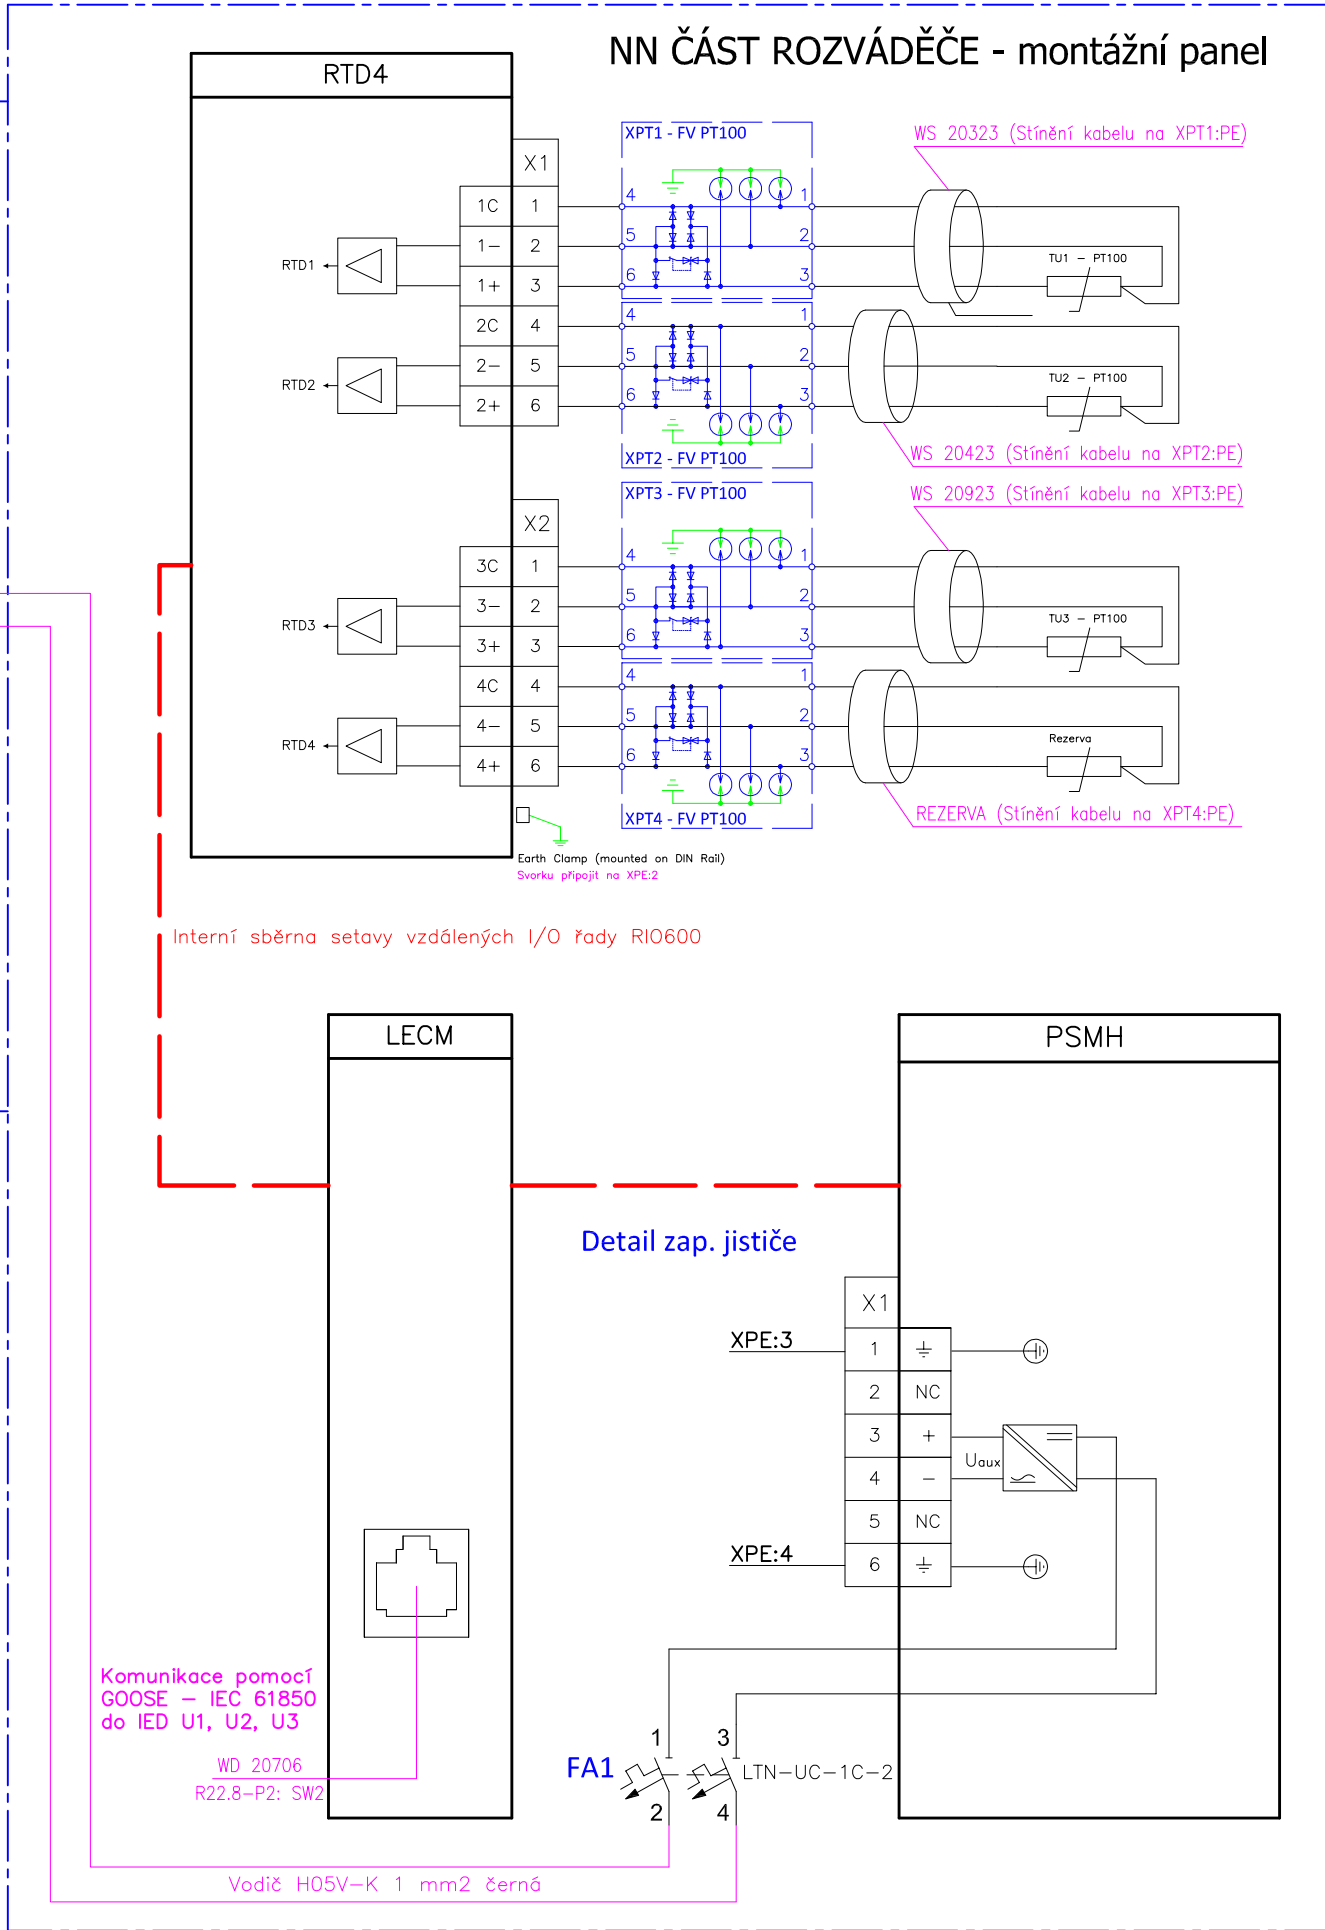 NN ČÁST ROZVÁDĚČE - montážní panel
RTD4
X1
1C 1
1- 2
1+ 3
2C 4
2- 5
2+ 6
RTD1
RTD2
XPT1 - FV PT100
4 1
5 2
6 3
WS 20323 (Stínění kabelu na XPT1:PE)
TU1 - PT100
4 1
5 2
6 3
XPT2 - FV PT100
TU2 - PT100
WS 20423 (Stínění kabelu na XPT2:PE)
X2
3C 1
3- 2
3+ 3
4C 4
4- 5
4+ 6
RTD3
RTD4
XPT3 - FV PT100
4 1
5 2
6 3
WS 20923 (Stínění kabelu na XPT3:PE)
TU3 - PT100
4 1
5 2
6 3
XPT4 - FV PT100
Rezerva
REZERVA (Stínění kabelu na XPT4:PE)
Earth Clamp (mounted on DIN Rail)
Svorku připojit na XPE:2
Interní sběrna setavy vzdálených I/O řady RIO600
LECM
PSMH
Detail zap. jističe
X1
XPE:3 1
2 NC
3 +
4 -
5 NC
XPE:4 6
Uaux
Komunikace pomocí
GOOSE - IEC 61850
do IED U1, U2, U3
WD 20706
R22.8-P2: SW2
FA1
1 3
LTN-UC-1C-2
2 4
Vodič H05V-K 1 mm2 černá